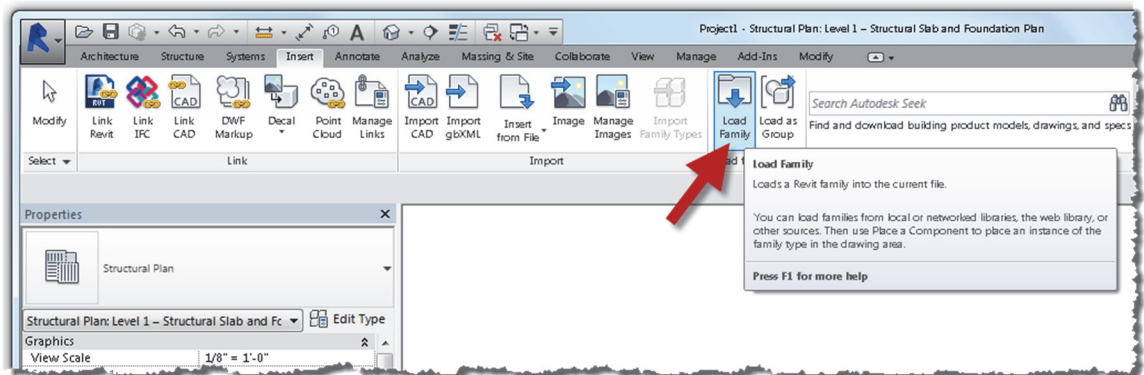 Project1 - Structural Plan: Level 1 – Structural Slab and Foundation Plan
Architecture Structure Systems Insert Annotate Analyze Massing & Site Collaborate View Manage Add-Ins Modify
Modify
Link Revit
Link IFC
Link CAD
DWF Markup
Decal
Point Cloud
Manage Links
Import CAD
Import gbXML
Insert from File
Image
Manage Images
Import Family Types
Load Family
Load as Group
Search Autodesk Seek
Find and download building product models, drawings, and specs
Select
Link
Import
Load Family
Loads a Revit family into the current file.
You can load families from local or networked libraries, the web library, or
other sources. Then use Place a Component to place an instance of the
family type in the drawing area.
Press F1 for more help
Properties
Structural Plan
Structural Plan: Level 1 – Structural Slab and Fc
Edit Type
Graphics
View Scale 1/8" = 1'-0"